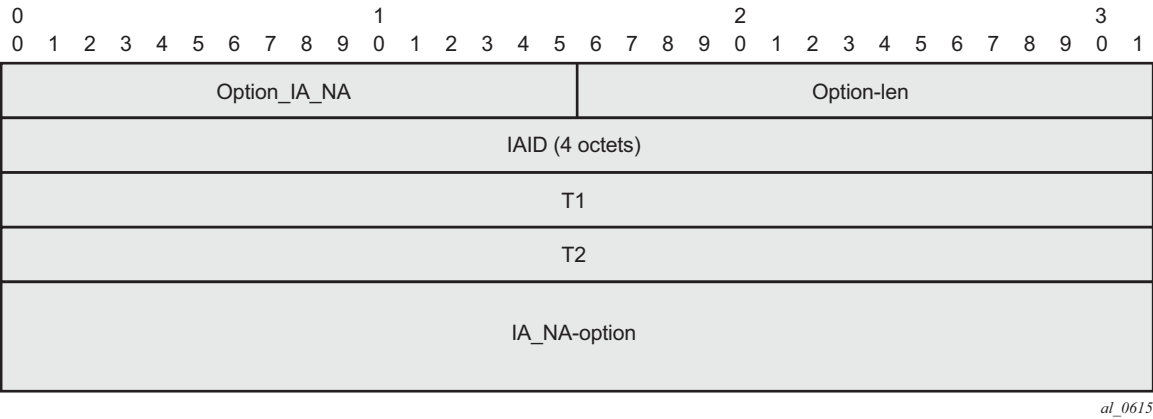 0 1 2 3
0 1 2 3 4 5 6 7 8 9 0 1 2 3 4 5 6 7 8 9 0 1 2 3 4 5 6 7 8 9 0 1
Option_IA_NA Option-len
IAID (4 octets)
T1
T2
IA_NA-option
al_0615